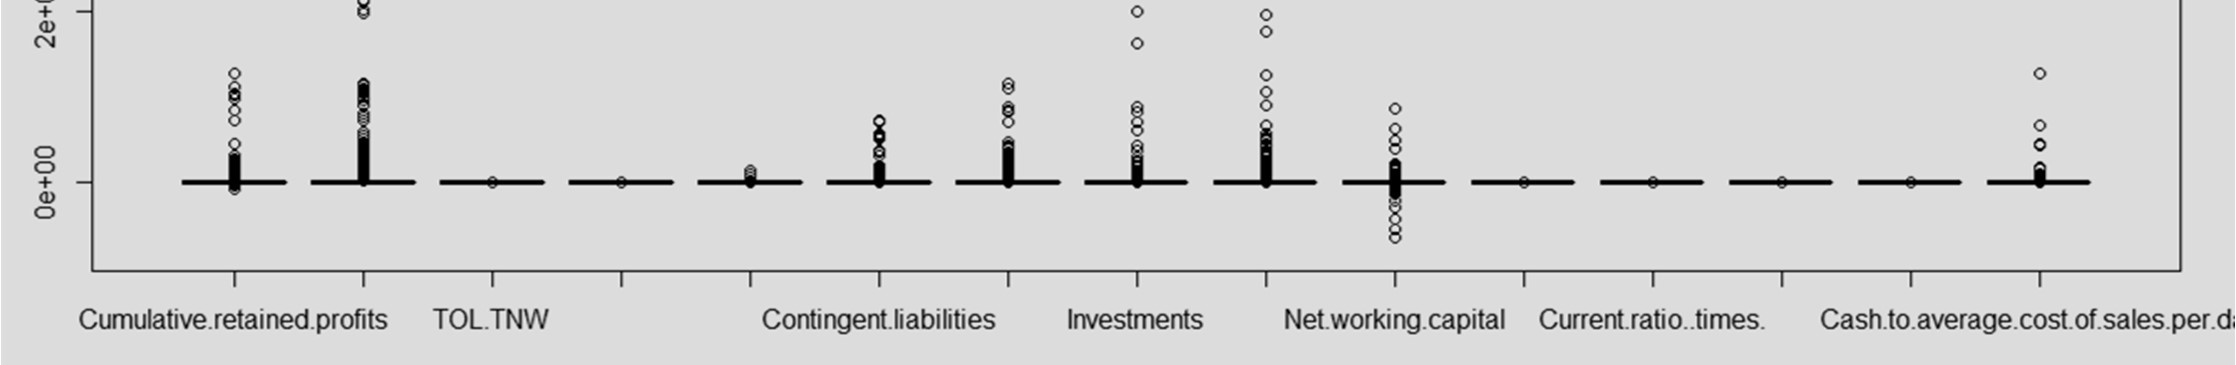 2e+0
0e+00
Cumulative.retained.profits TOL.TNW Contingent.liabilities Investments Net.working.capital Current.ratio..times. Cash.to.average.cost.of.sales.per.da